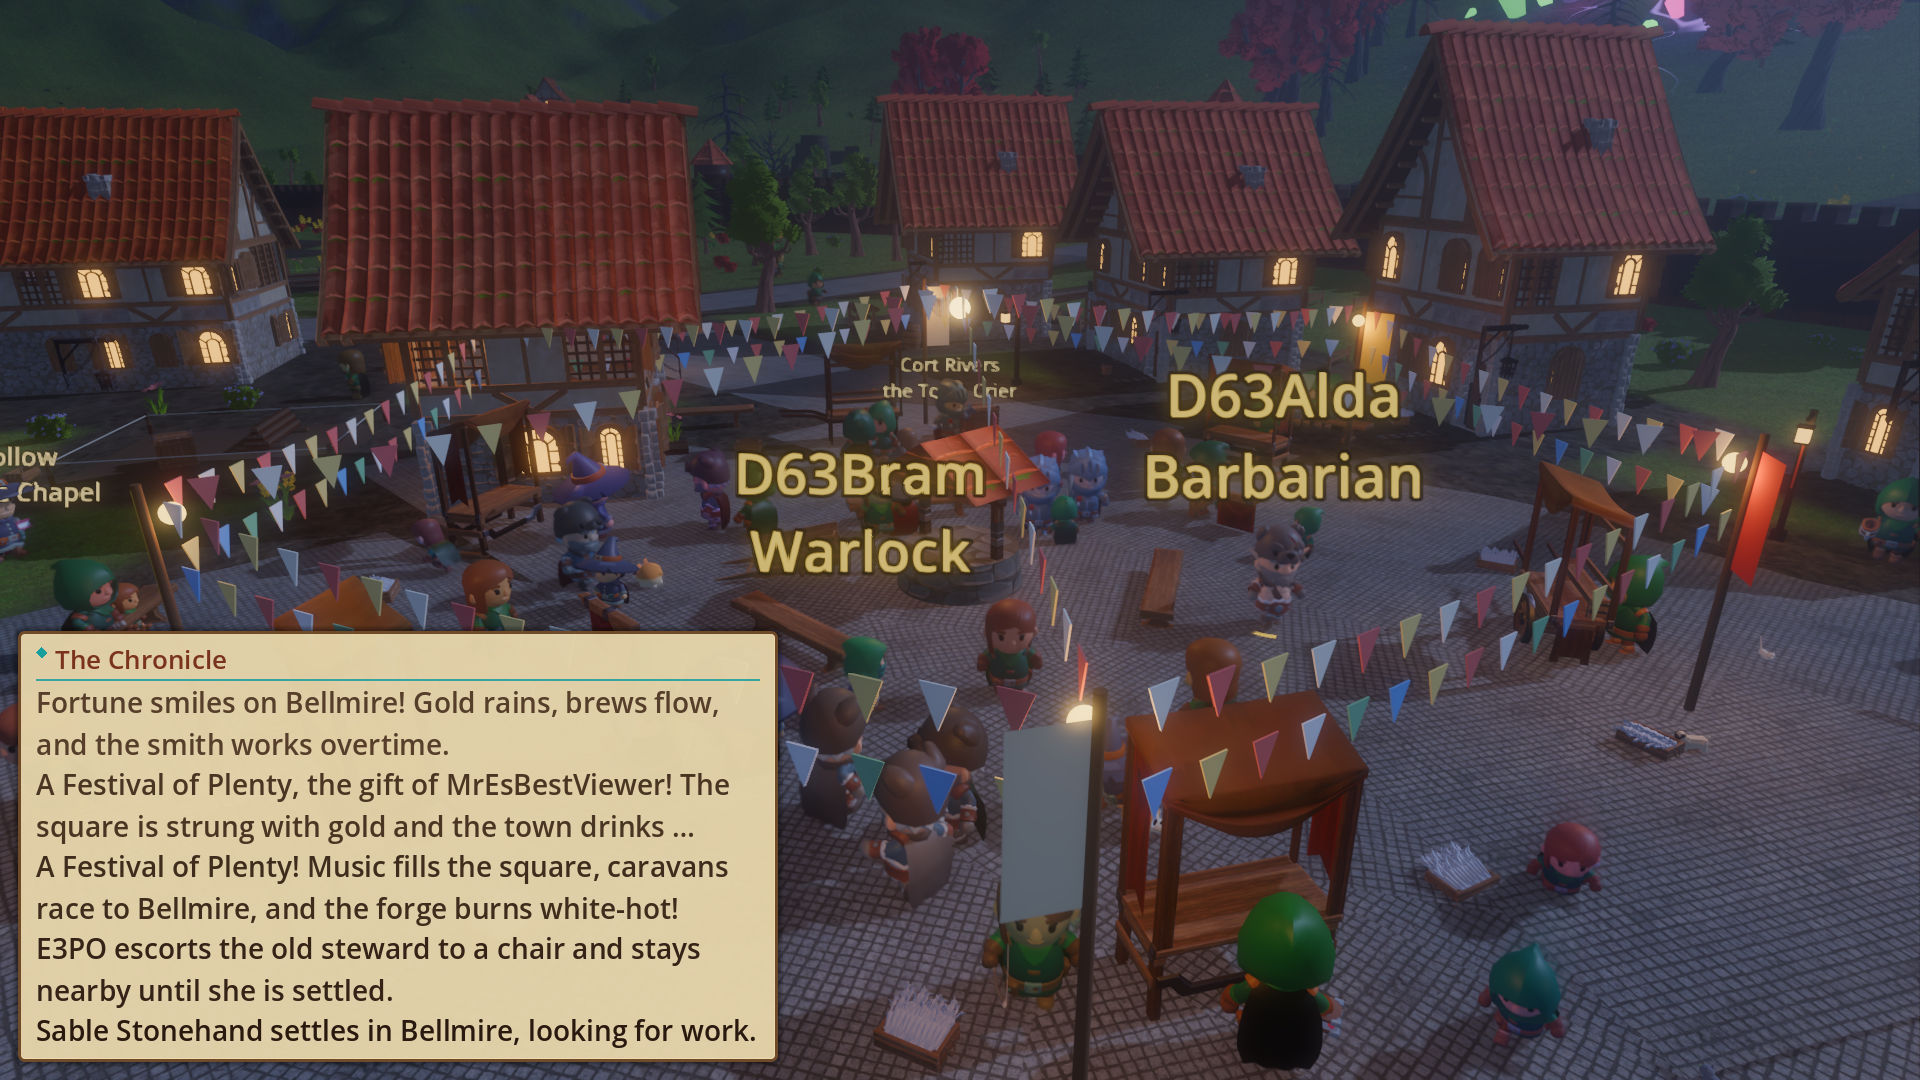 Cort Rivers
the To Crier
D63Alda
Barbarian
D63Bram
Warlock
ollow
Chapel
The Chronicle
Fortune smiles on Bellmire! Gold rains, brews flow,
and the smith works overtime.
A Festival of Plenty, the gift of MrEsBestViewer! The
square is strung with gold and the town drinks ...
A Festival of Plenty! Music fills the square, caravans
race to Bellmire, and the forge burns white-hot!
E3PO escorts the old steward to a chair and stays
nearby until she is settled.
Sable Stonehand settles in Bellmire, looking for work.